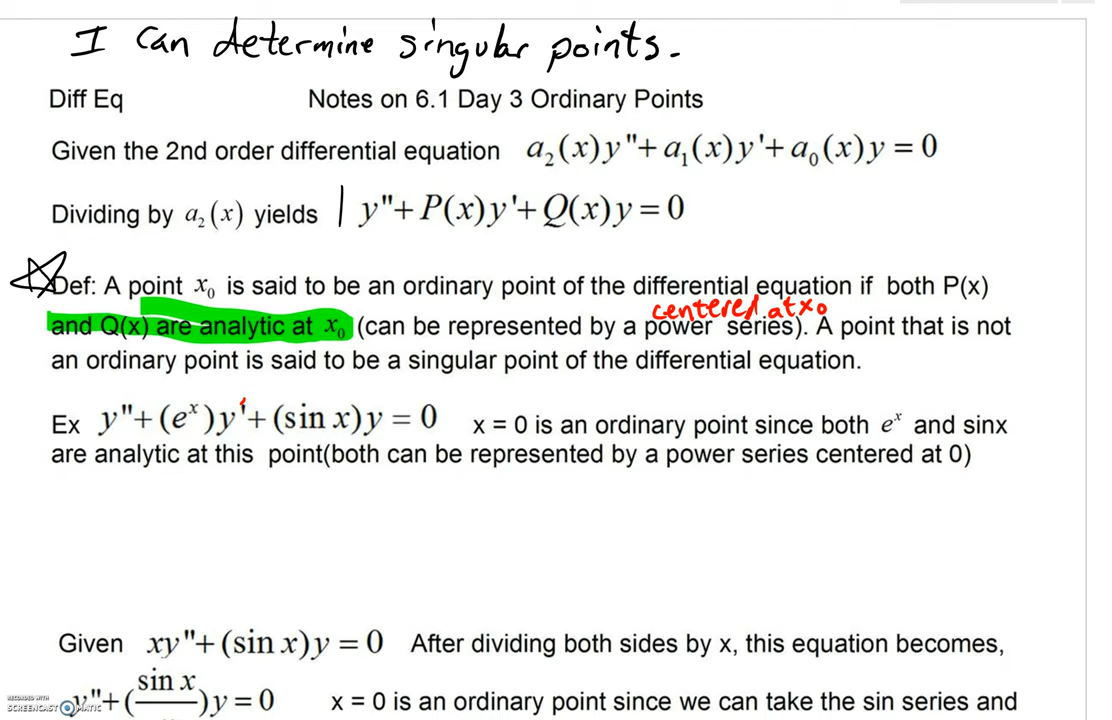 I can determine singular points.
Diff Eq Notes on 6.1 Day 3 Ordinary Points
Given the 2nd order differential equation a₂(x)y"+a₁(x)y'+a₀(x)y=0
Dividing by a₂(x) yields | y"+P(x)y'+Q(x)y=0
Def: A point x₀ is said to be an ordinary point of the differential equation if both P(x)
centered at x₀
and Q(x) are analytic at x₀ (can be represented by a power series). A point that is not
an ordinary point is said to be a singular point of the differential equation.
Ex y"+(eˣ)y'+(sin x)y=0 x = 0 is an ordinary point since both eˣ and sinx
are analytic at this point(both can be represented by a power series centered at 0)
Given xy"+(sin x)y=0 After dividing both sides by x, this equation becomes,
sin x
y"+( )y=0 x = 0 is an ordinary point since we can take the sin series and
RECORDED WITH
SCREENCAST MATIC